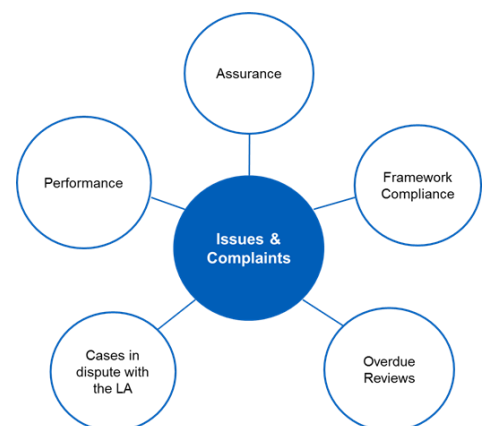 Assurance
Performance
Framework
Compliance
Issues &
Complaints
Cases in
dispute with
the LA
Overdue
Reviews